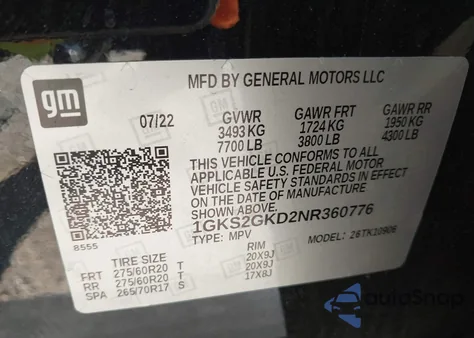 gm
MFD BY GENERAL MOTORS LLC
07/22 GVWR GAWR FRT GAWR RR
3493 KG 1724 KG 1950 KG
7700 LB 3800 LB 4300 LB
THIS VEHICLE CONFORMS TO ALL
APPLICABLE U.S. FEDERAL MOTOR
VEHICLE SAFETY STANDARDS IN EFFECT
ON THE DATE OF MANUFACTURE
SHOWN ABOVE.
1GKS2GKD2NR360776
TYPE: MPV MODEL: 26TK10906
8555
TIRE SIZE RIM
FRT 275/60R20 T 20X9J
RR 275/60R20 T 20X9J
SPA 265/70R17 S 17X8J
AutoSnap